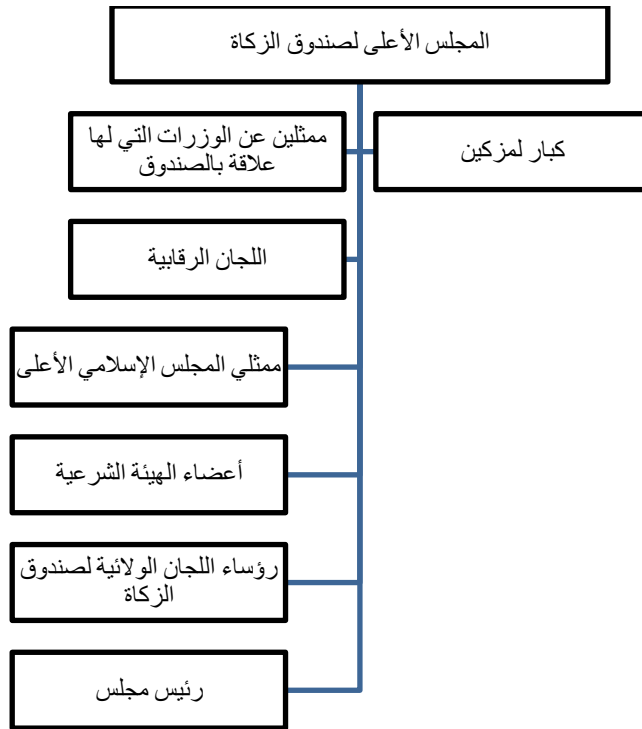 المجلس الأعلى لصندوق الزكاة
كبار لمزكين
ممثلين عن الوزرات التي لها
علاقة بالصندوق
اللجان الرقابية
ممثلي المجلس الإسلامي الأعلى
أعضاء الهيئة الشرعية
رؤساء اللجان الولائية لصندوق
الزكاة
رئيس مجلس